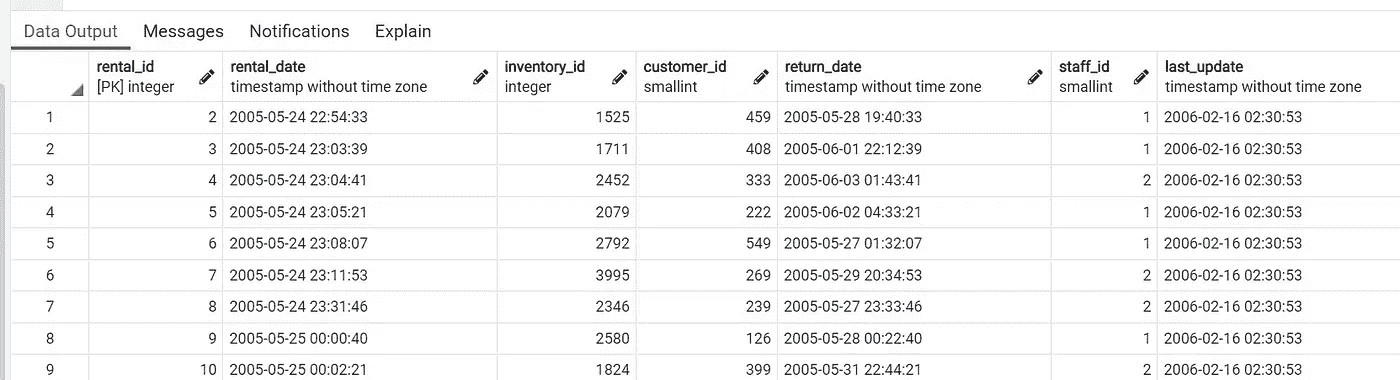 Data Output Messages Notifications Explain
rental_id rental_date inventory_id customer_id return_date staff_id last_update
[PK] integer timestamp without time zone integer smallint timestamp without time zone smallint timestamp without time zone
1 2 2005-05-24 22:54:33 1525 459 2005-05-28 19:40:33 1 2006-02-16 02:30:53
2 3 2005-05-24 23:03:39 1711 408 2005-06-01 22:12:39 1 2006-02-16 02:30:53
3 4 2005-05-24 23:04:41 2452 333 2005-06-03 01:43:41 2 2006-02-16 02:30:53
4 5 2005-05-24 23:05:21 2079 222 2005-06-02 04:33:21 1 2006-02-16 02:30:53
5 6 2005-05-24 23:08:07 2792 549 2005-05-27 01:32:07 1 2006-02-16 02:30:53
6 7 2005-05-24 23:11:53 3995 269 2005-05-29 20:34:53 2 2006-02-16 02:30:53
7 8 2005-05-24 23:31:46 2346 239 2005-05-27 23:33:46 2 2006-02-16 02:30:53
8 9 2005-05-25 00:00:40 2580 126 2005-05-28 00:22:40 1 2006-02-16 02:30:53
9 10 2005-05-25 00:02:21 1824 399 2005-05-31 22:44:21 2 2006-02-16 02:30:53